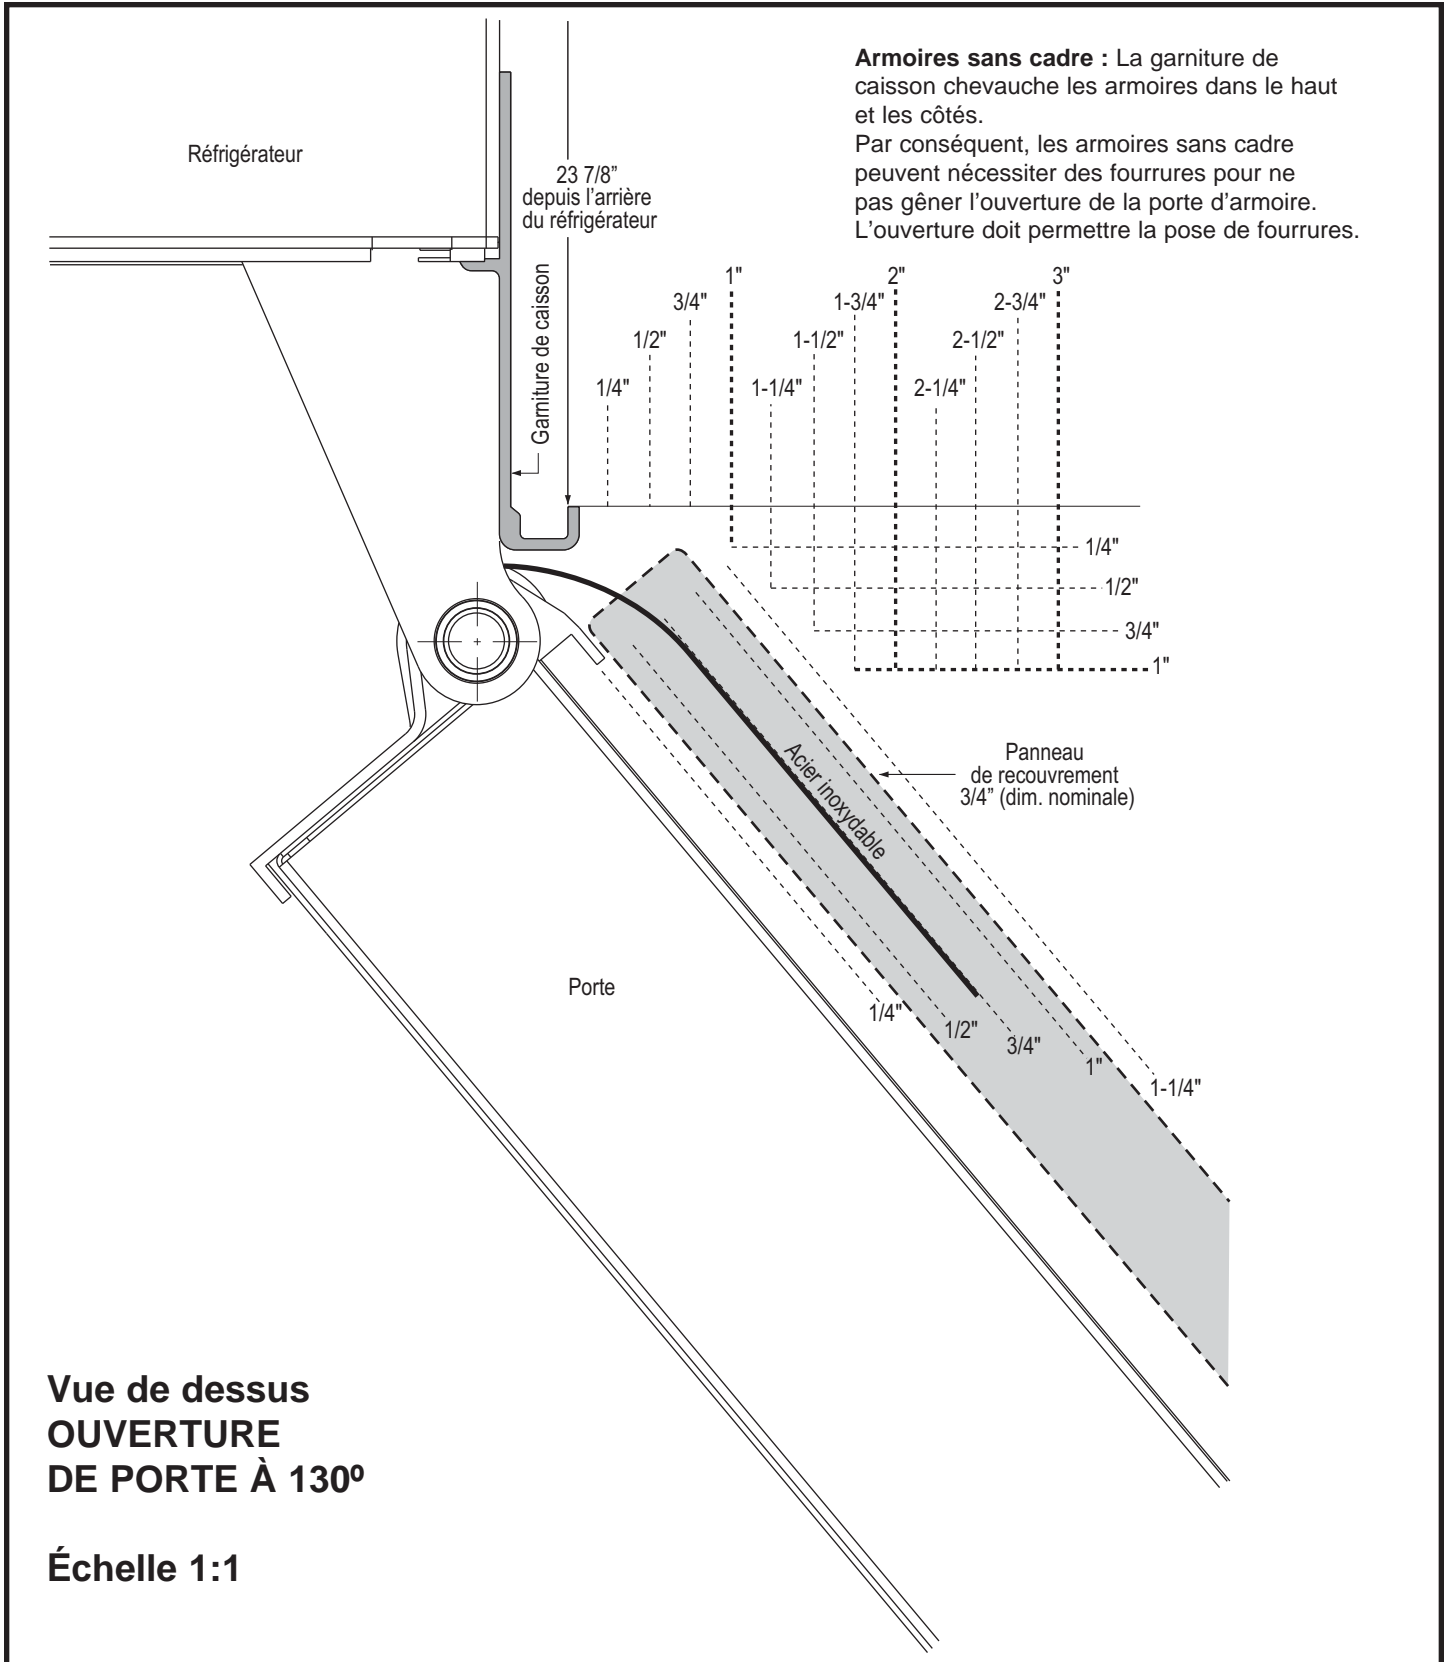 Armoires sans cadre : La garniture de
caisson chevauche les armoires dans le haut
et les côtés.
Par conséquent, les armoires sans cadre
peuvent nécessiter des fourrures pour ne
pas gêner l'ouverture de la porte d'armoire.
L'ouverture doit permettre la pose de fourrures.
Réfrigérateur
23 7/8”
depuis l’arrière
du réfrigérateur
Garniture de caisson
1"
2"
3"
3/4"
1-3/4"
2-3/4"
1/2"
1-1/2"
2-1/2"
1/4"
1-1/4"
2-1/4"
1/4"
1/2"
3/4"
1"
Panneau
de recouvrement
3/4” (dim. nominale)
Acier inoxydable
Porte
1/4"
1/2"
3/4"
1"
1-1/4"
Vue de dessus
OUVERTURE
DE PORTE À 130º
Échelle 1:1